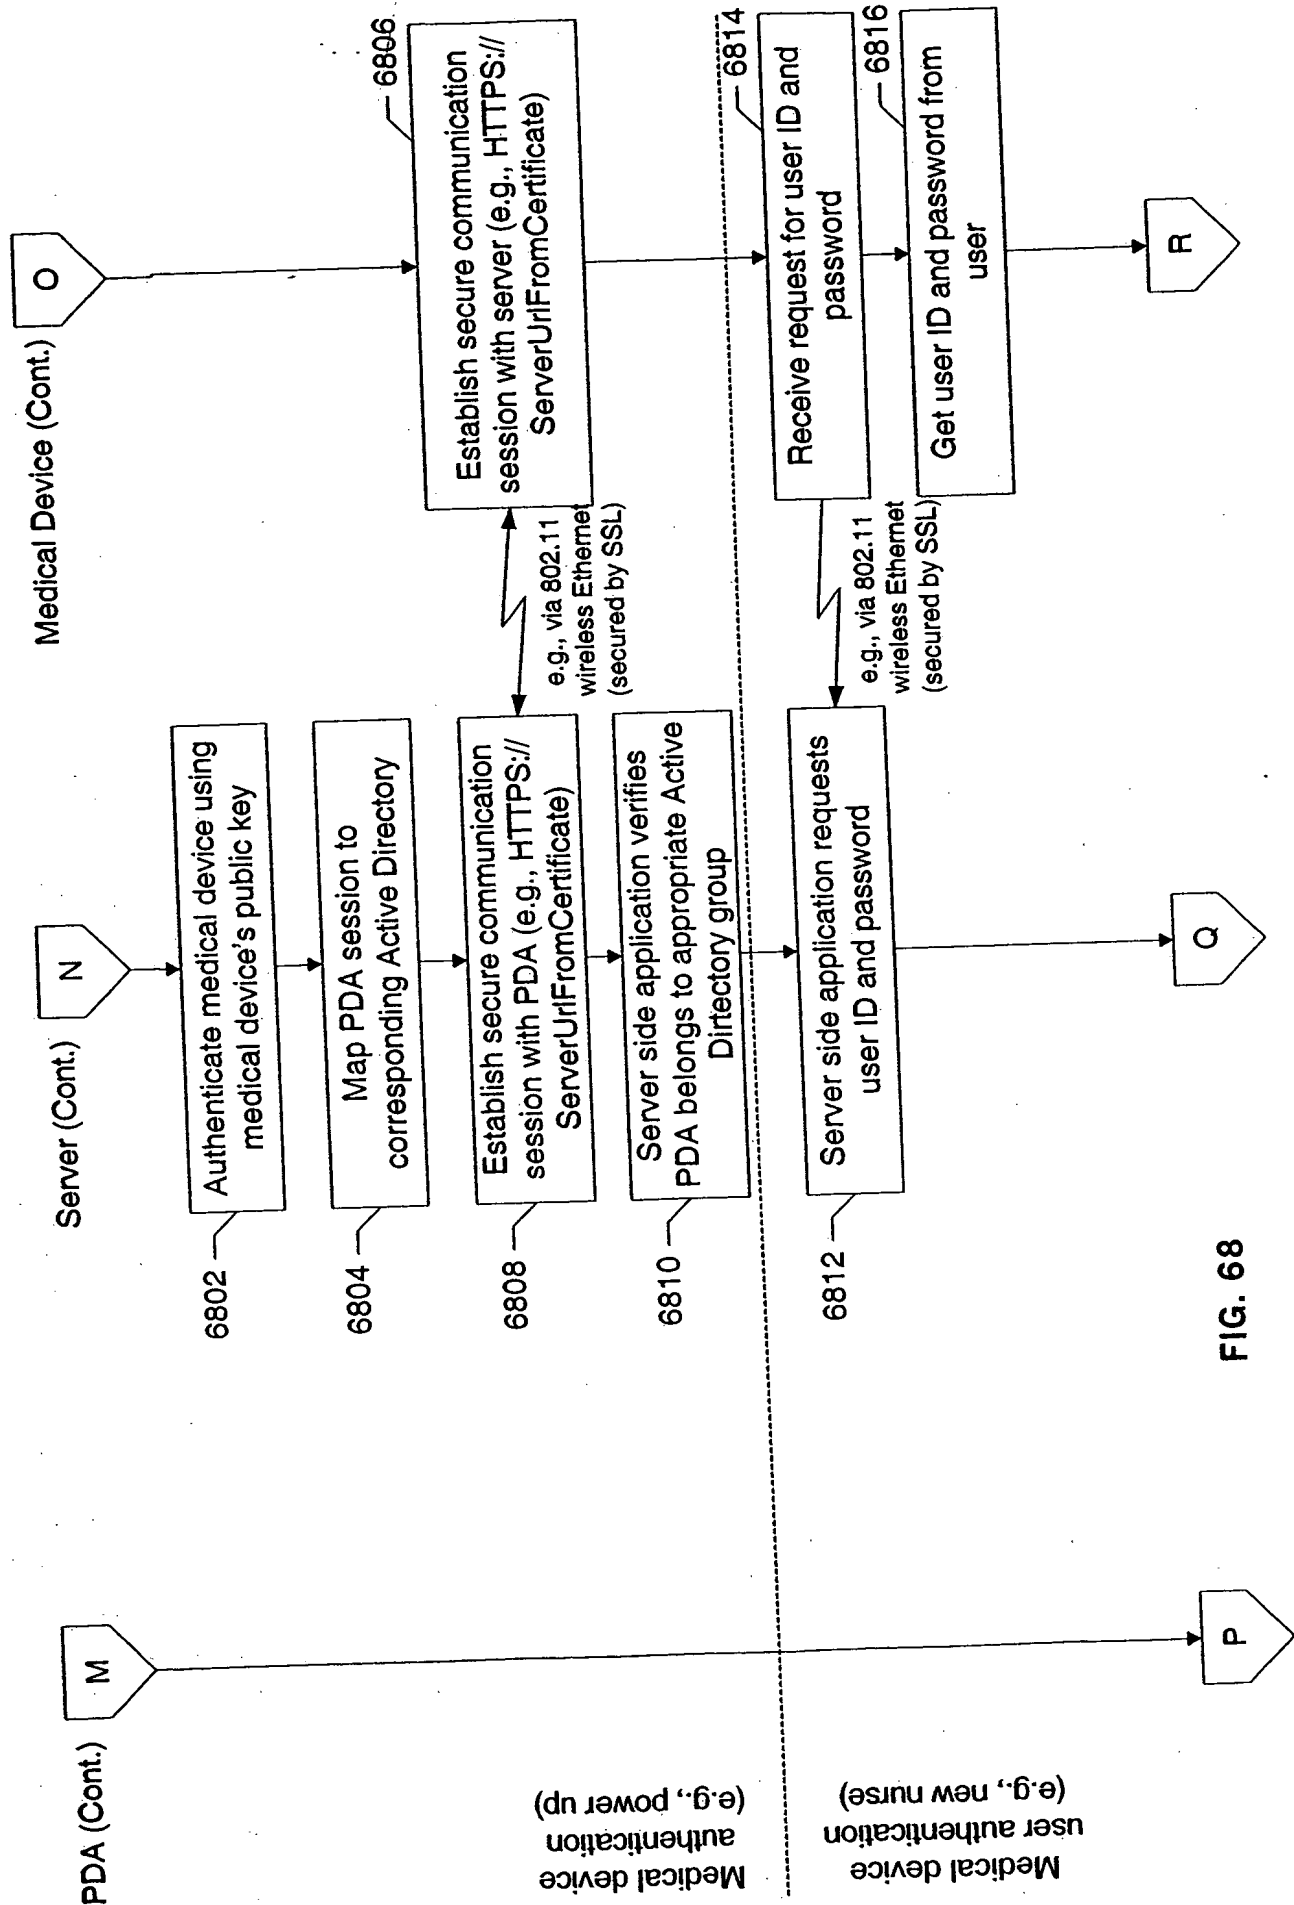 PDA (Cont.)
Server (Cont.)
Medical Device (Cont.)
M
N
O
6802
Authenticate medical device using
medical device's public key
6804
Map PDA session to
corresponding Active Directory
6806
Establish secure communication
session with server (e.g., HTTPS://
ServerUrlFromCertificate)
6808
Establish secure communication
session with PDA (e.g., HTTPS://
ServerUrlFromCertificate)
e.g., via 802.11
wireless Ethernet
(secured by SSL)
6810
Server side application verifies
PDA belongs to appropriate Active
Dirtectory group
Medical device
authentication
(e.g., power up)
Medical device
user authentication
(e.g., new nurse)
6812
Server side application requests
user ID and password
e.g., via 802.11
wireless Ethernet
(secured by SSL)
6814
Receive request for user ID and
password
6816
Get user ID and password from
user
P
Q
R
FIG. 68